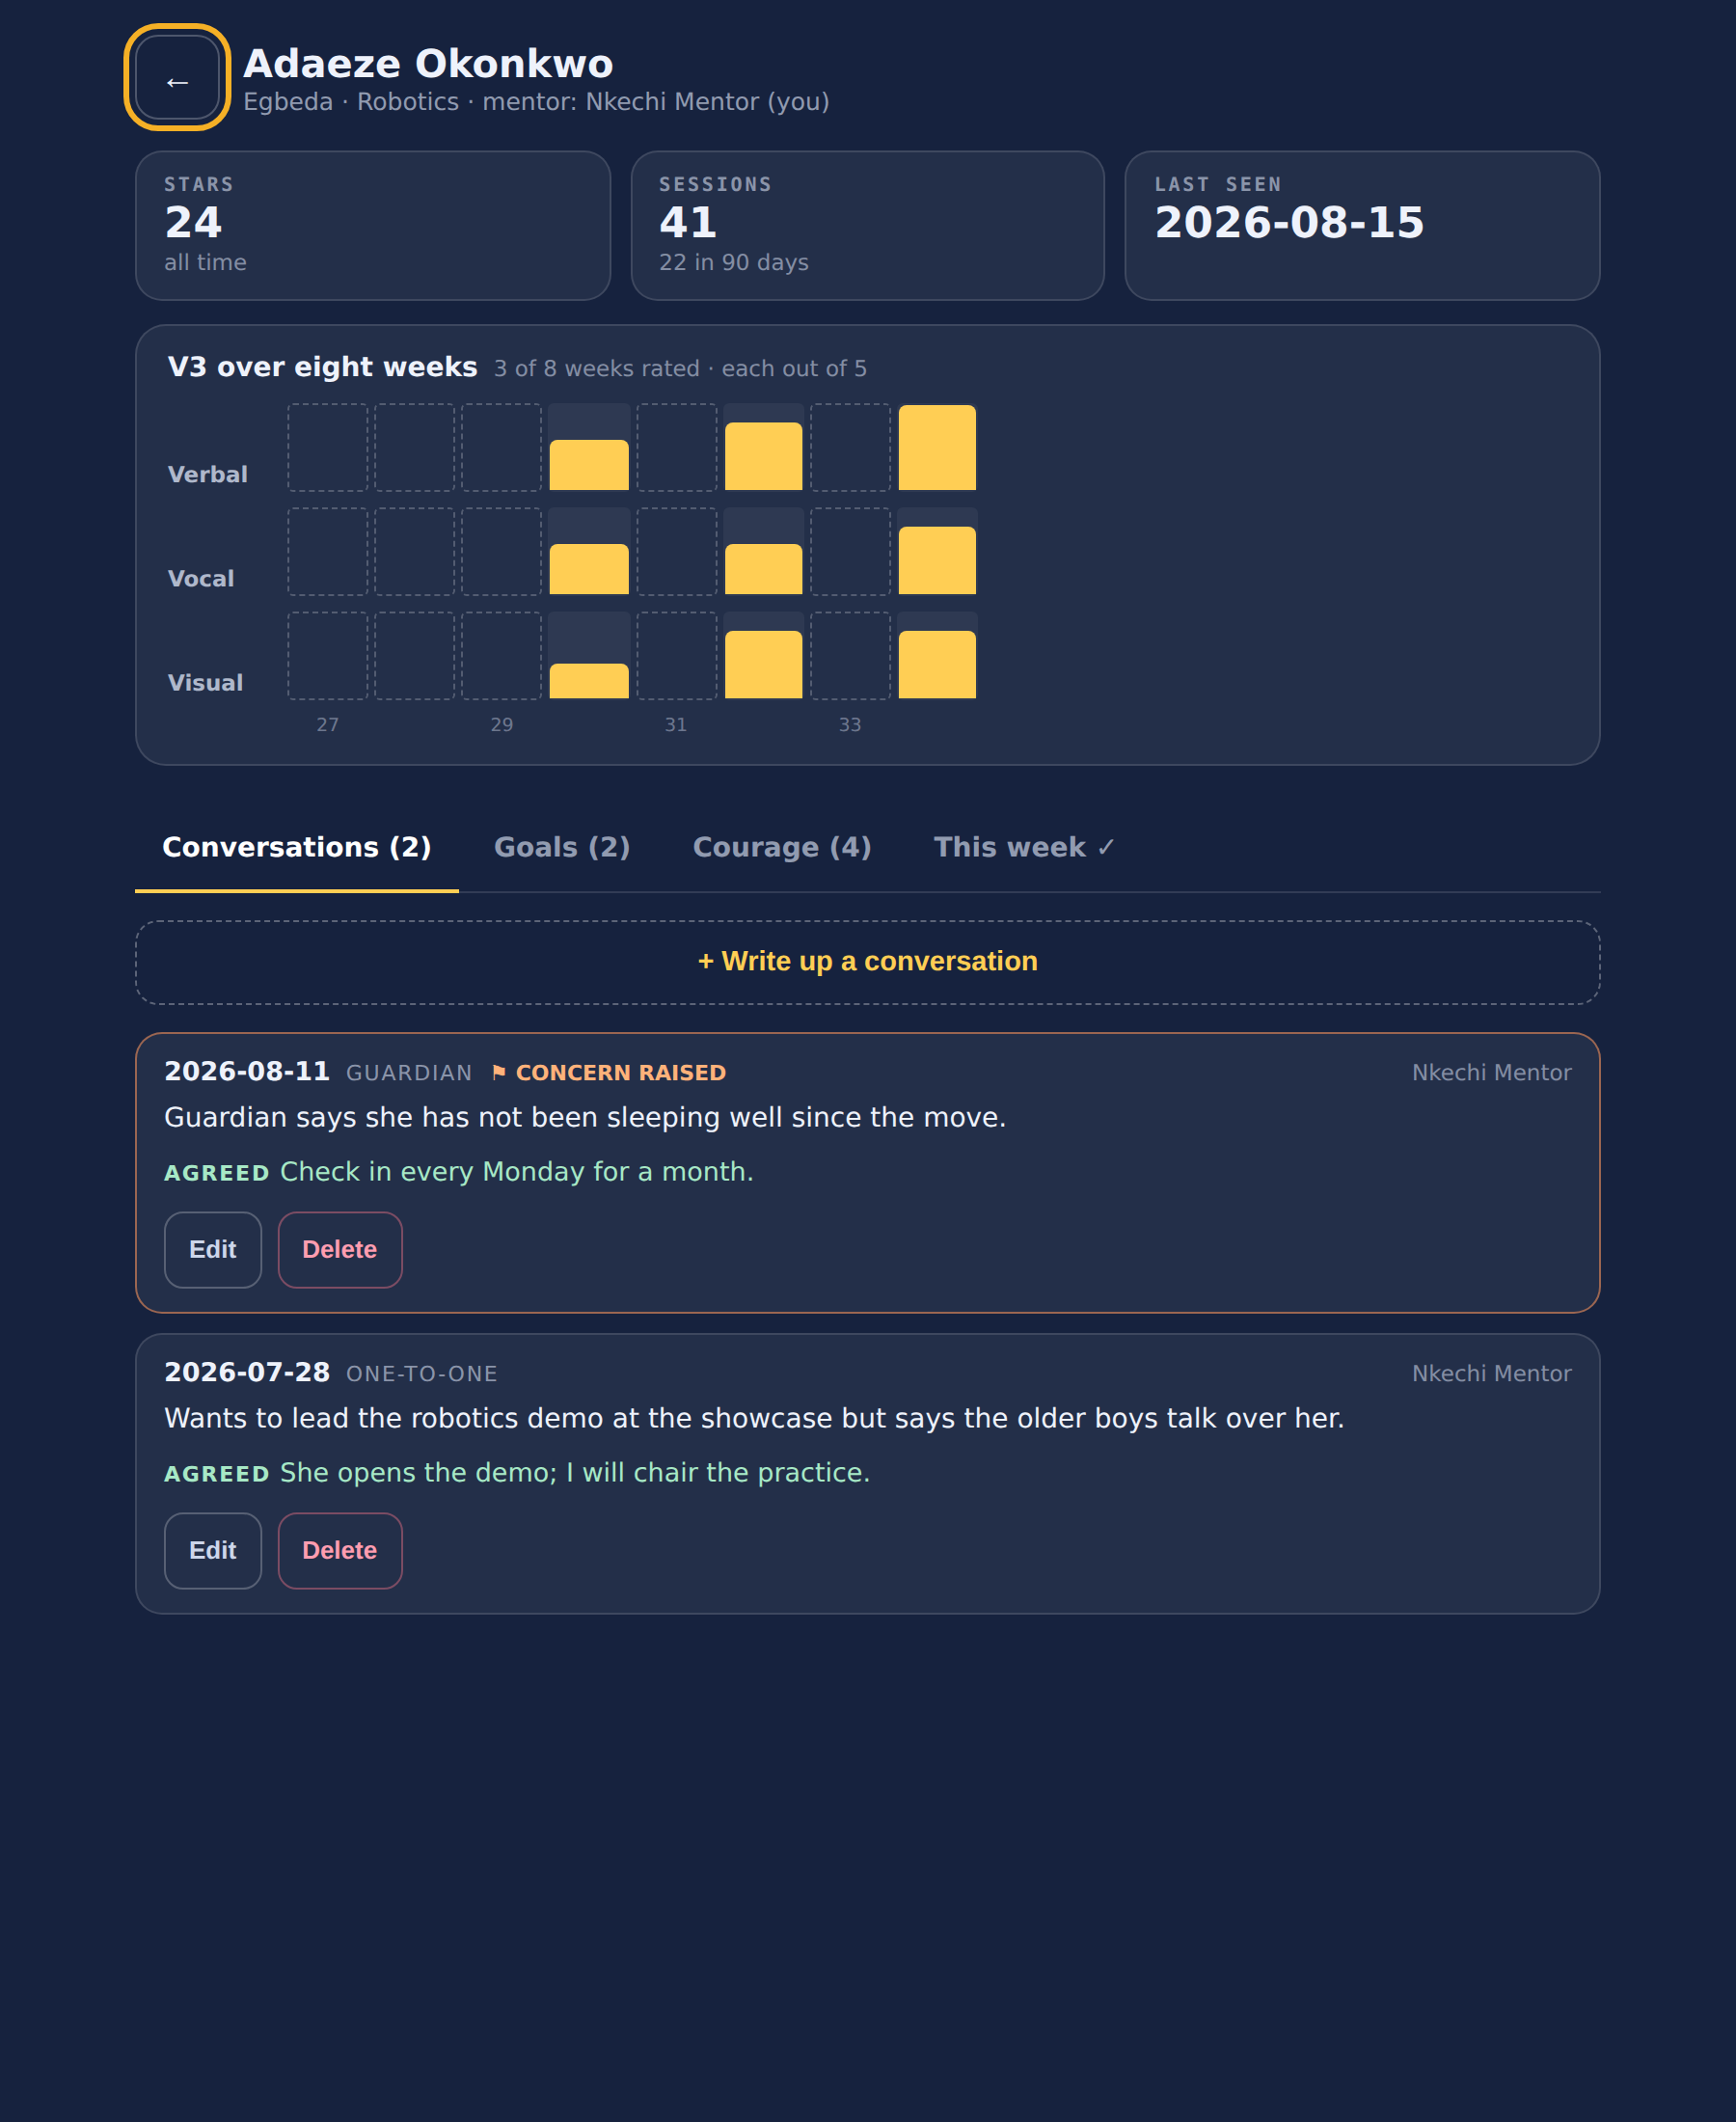 ←
Adaeze Okonkwo
Egbeda · Robotics · mentor: Nkechi Mentor (you)
STARS
24
all time
SESSIONS
41
22 in 90 days
LAST SEEN
2026-08-15
V3 over eight weeks 3 of 8 weeks rated · each out of 5
Verbal
Vocal
Visual
27 29 31 33
Conversations (2) Goals (2) Courage (4) This week ✓
+ Write up a conversation
2026-08-11 GUARDIAN ⚑ CONCERN RAISED Nkechi Mentor
Guardian says she has not been sleeping well since the move.
AGREED Check in every Monday for a month.
Edit Delete
2026-07-28 ONE-TO-ONE Nkechi Mentor
Wants to lead the robotics demo at the showcase but says the older boys talk over her.
AGREED She opens the demo; I will chair the practice.
Edit Delete